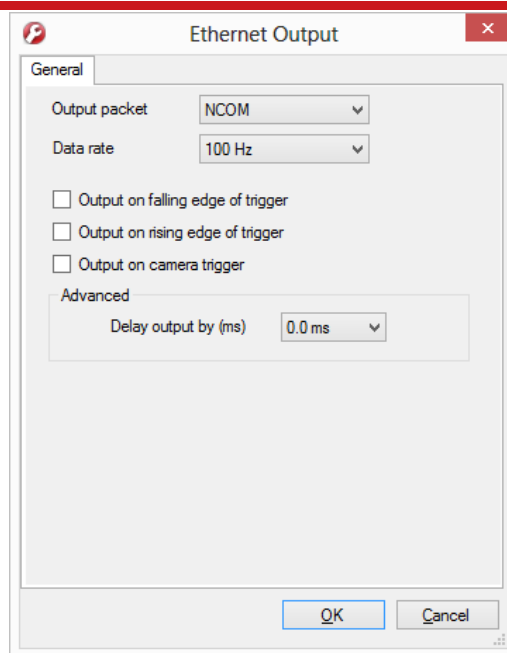 Ethernet Output
General
Output packet NCOM
Data rate 100 Hz
Output on falling edge of trigger
Output on rising edge of trigger
Output on camera trigger
Advanced
Delay output by (ms) 0.0 ms
OK Cancel